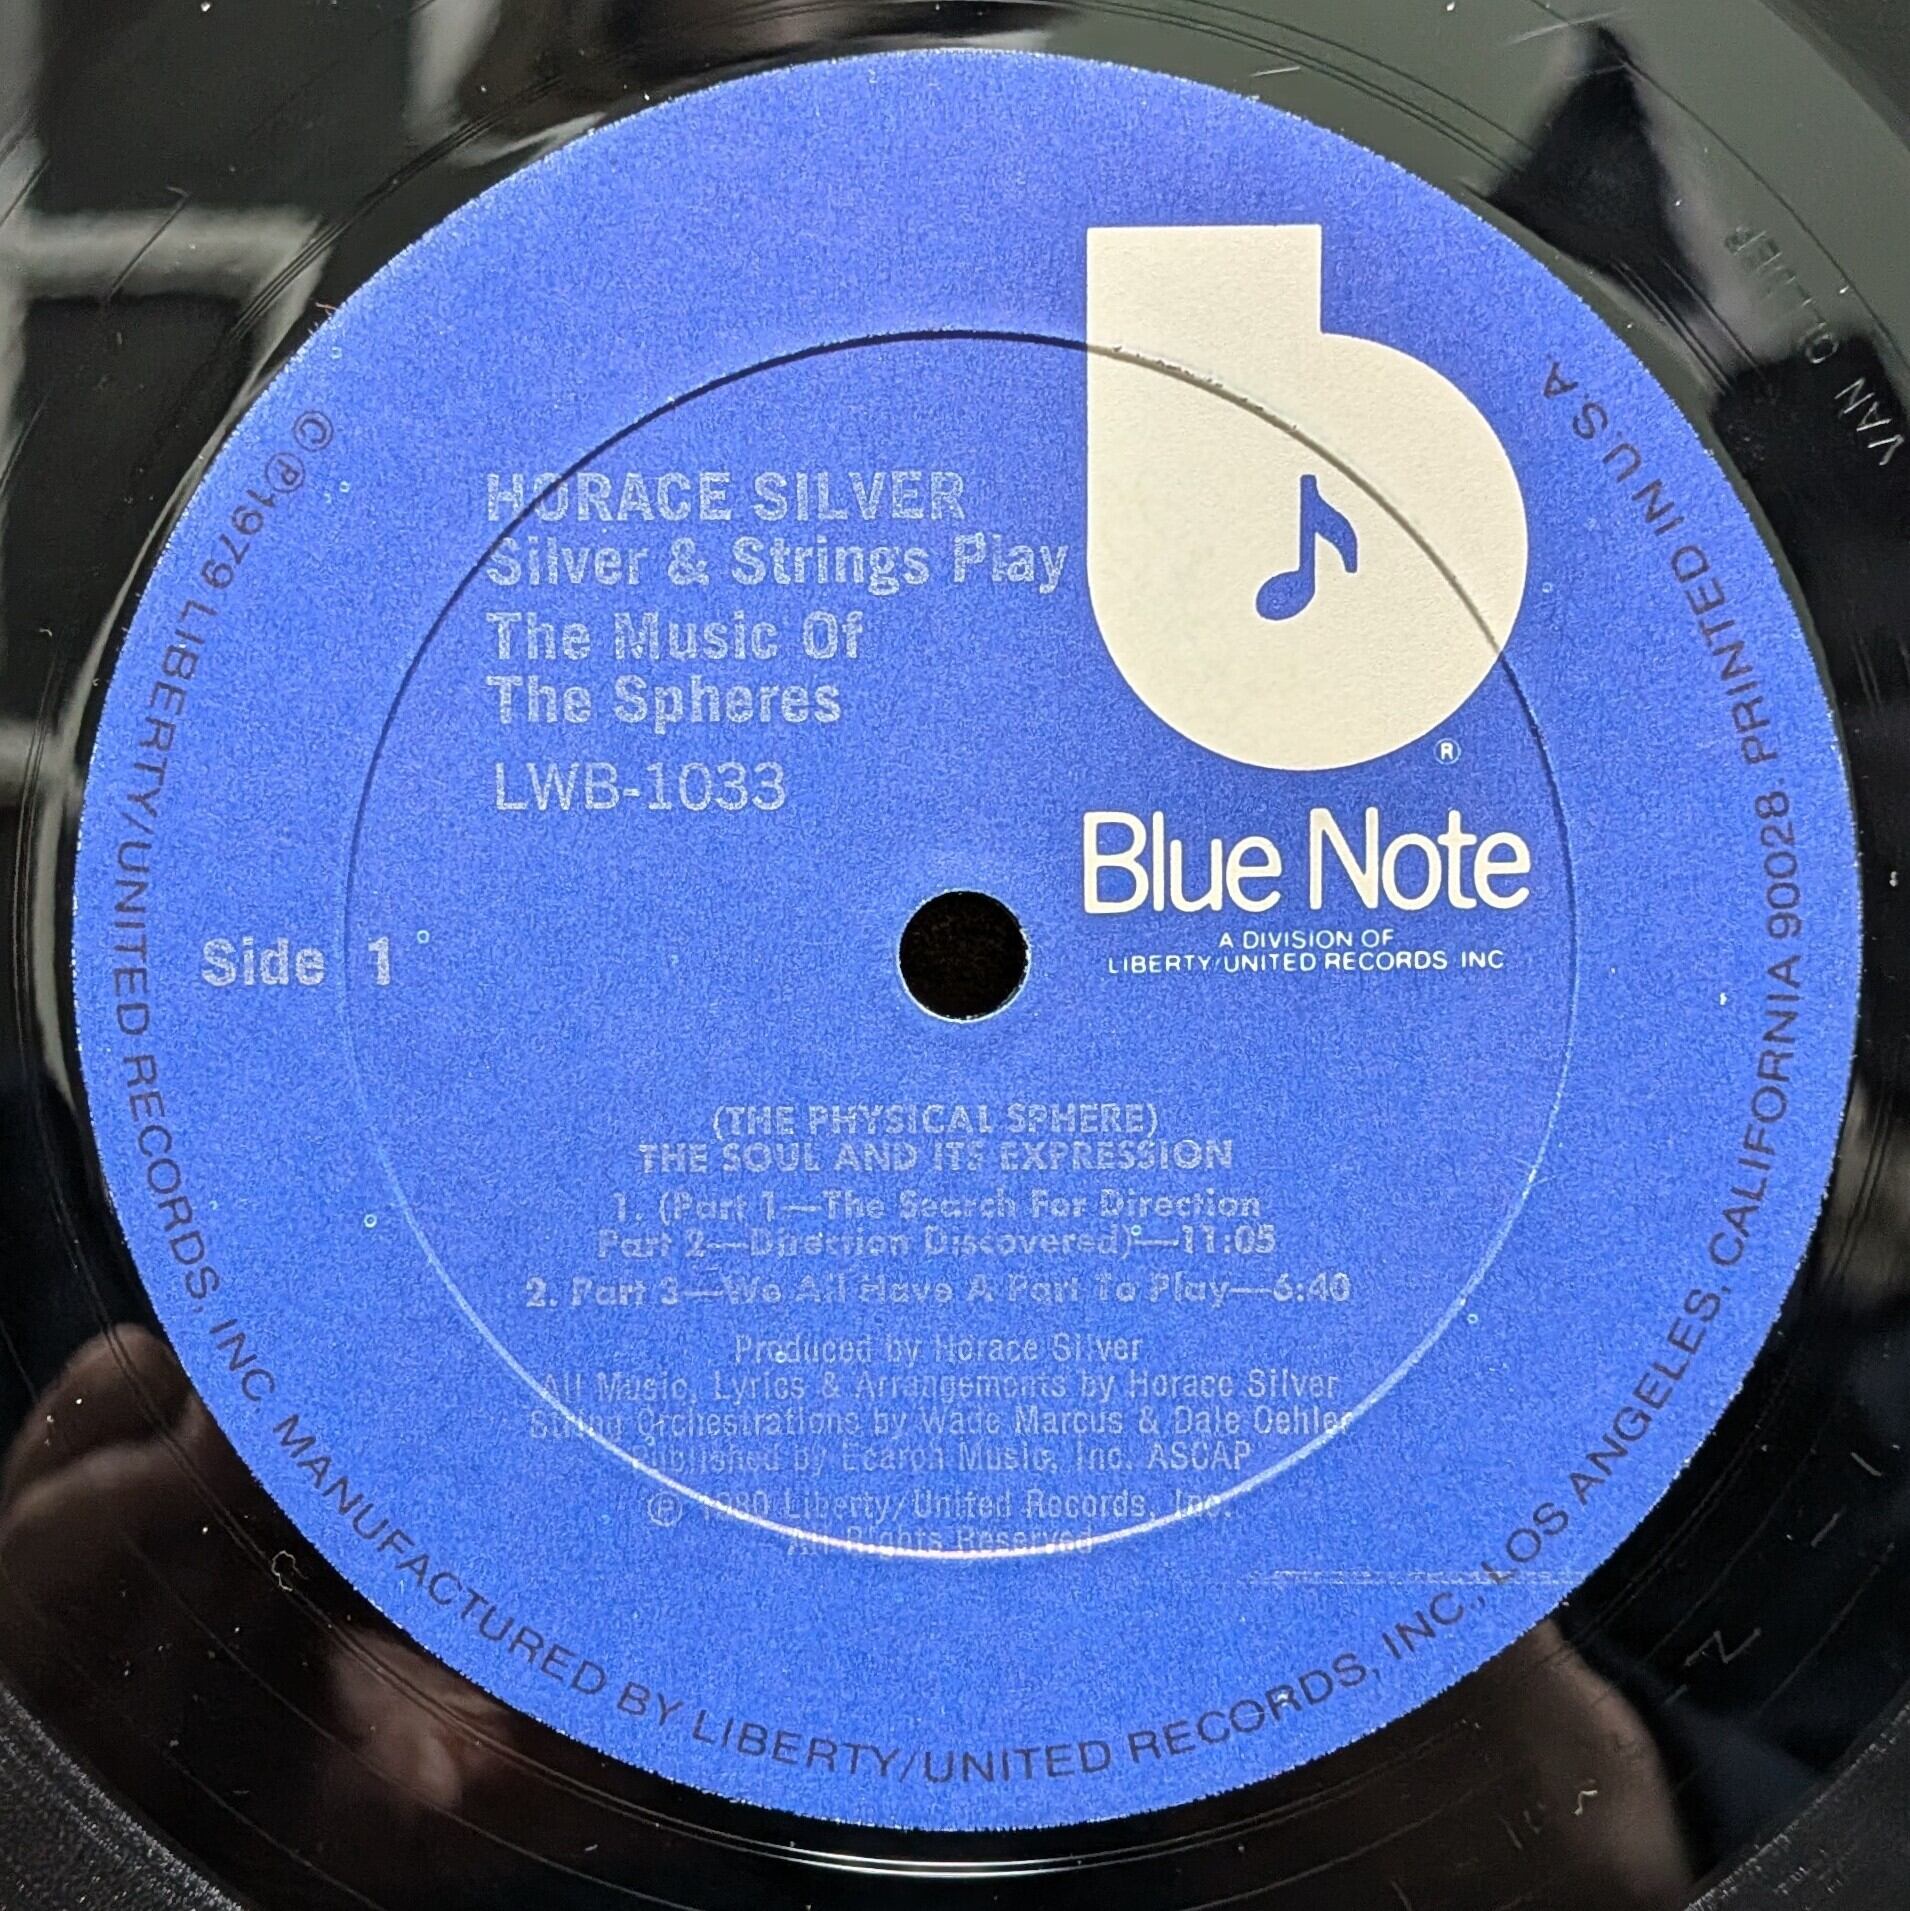 HORACE SILVER
Silver & Strings Play
The Music Of
The Spheres
LWB-1033
®
Blue Note
A DIVISION OF
LIBERTY/UNITED RECORDS INC
Side 1
(THE PHYSICAL SPHERE)
THE SOUL AND ITS EXPRESSION
1. (Part 1—The Search For Direction
Part 2—Direction Discovered)—11:05
2. Part 3—We All Have A Part To Play—6:40
Produced by Horace Silver
All Music, Lyrics & Arrangements by Horace Silver
String Orchestrations by Wade Marcus & Dale Oehler
Published by Ecaroh Music, Inc. ASCAP
℗ 1980 Liberty/United Records, Inc.
All Rights Reserved
© ℗ 1979 LIBERTY/UNITED RECORDS, INC. MANUFACTURED BY LIBERTY/UNITED RECORDS, INC., LOS ANGELES, CALIFORNIA 90028. PRINTED IN U.S.A.
VAN GELDER